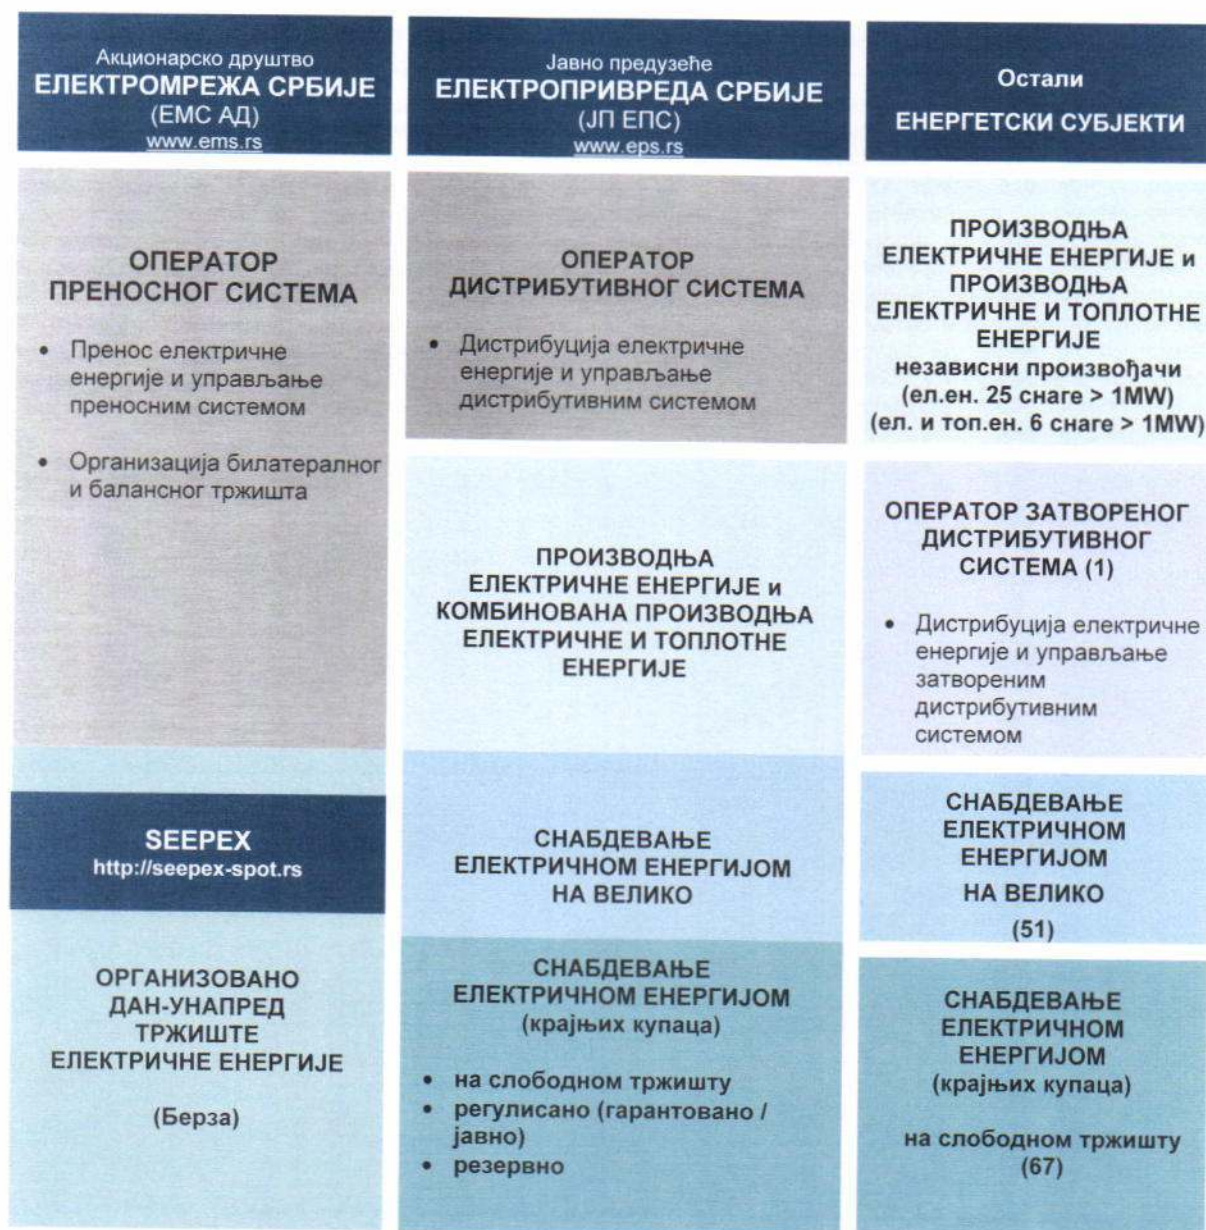 Акционарско друштво
ЕЛЕКТРОМРЕЖА СРБИЈЕ
(ЕМС АД)
www.ems.rs
ОПЕРАТОР
ПРЕНОСНОГ СИСТЕМА
• Пренос електричне
енергије и управљање
преносним системом
• Организација билатералног
и балансног тржишта
SEEPEX
http://seepex-spot.rs
ОРГАНИЗОВАНО
ДАН-УНАПРЕД
ТРЖИШТЕ
ЕЛЕКТРИЧНЕ ЕНЕРГИЈЕ
(Берза)
Јавно предузеће
ЕЛЕКТРОПРИВРЕДА СРБИЈЕ
(ЈП ЕПС)
www.eps.rs
ОПЕРАТОР
ДИСТРИБУТИВНОГ СИСТЕМА
• Дистрибуција електричне
енергије и управљање
дистрибутивним системом
ПРОИЗВОДЊА
ЕЛЕКТРИЧНЕ ЕНЕРГИЈЕ и
КОМБИНОВАНА ПРОИЗВОДЊА
ЕЛЕКТРИЧНЕ И ТОПЛОТНЕ
ЕНЕРГИЈЕ
СНАБДЕВАЊЕ
ЕЛЕКТРИЧНОМ ЕНЕРГИЈОМ
НА ВЕЛИКО
СНАБДЕВАЊЕ
ЕЛЕКТРИЧНОМ ЕНЕРГИЈОМ
(крајњих купаца)
• на слободном тржишту
• регулисано (гарантовано /
јавно)
• резервно
Остали
ЕНЕРГЕТСКИ СУБЈЕКТИ
ПРОИЗВОДЊА
ЕЛЕКТРИЧНЕ ЕНЕРГИЈЕ и
ПРОИЗВОДЊА
ЕЛЕКТРИЧНЕ И ТОПЛОТНЕ
ЕНЕРГИЈЕ
независни произвођачи
(ел.ен. 25 снаге > 1MW)
(ел. и топ.ен. 6 снаге > 1MW)
ОПЕРАТОР ЗАТВОРЕНОГ
ДИСТРИБУТИВНОГ
СИСТЕМА (1)
• Дистрибуција електричне
енергије и управљање
затвореним
дистрибутивним
системом
СНАБДЕВАЊЕ
ЕЛЕКТРИЧНОМ
ЕНЕРГИЈОМ
НА ВЕЛИКО
(51)
СНАБДЕВАЊЕ
ЕЛЕКТРИЧНОМ
ЕНЕРГИЈОМ
(крајњих купаца)
на слободном тржишту
(67)